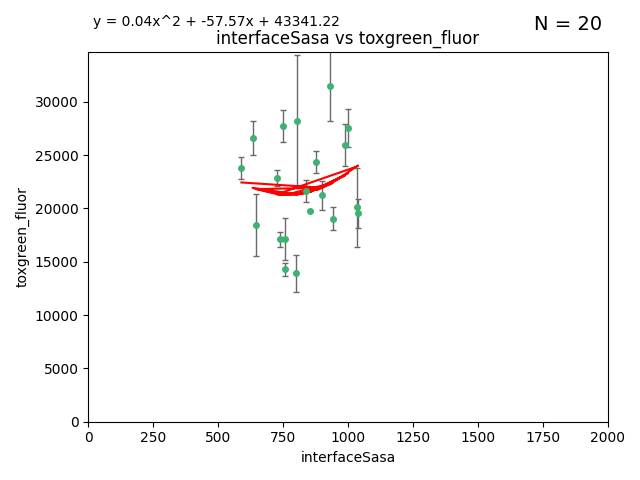 y = 0.04x^2 + -57.57x + 43341.22
N = 20
interfaceSasa vs toxgreen_fluor
toxgreen_fluor
30000
25000
20000
15000
10000
5000
0
0 250 500 750 1000 1250 1500 1750 2000
interfaceSasa